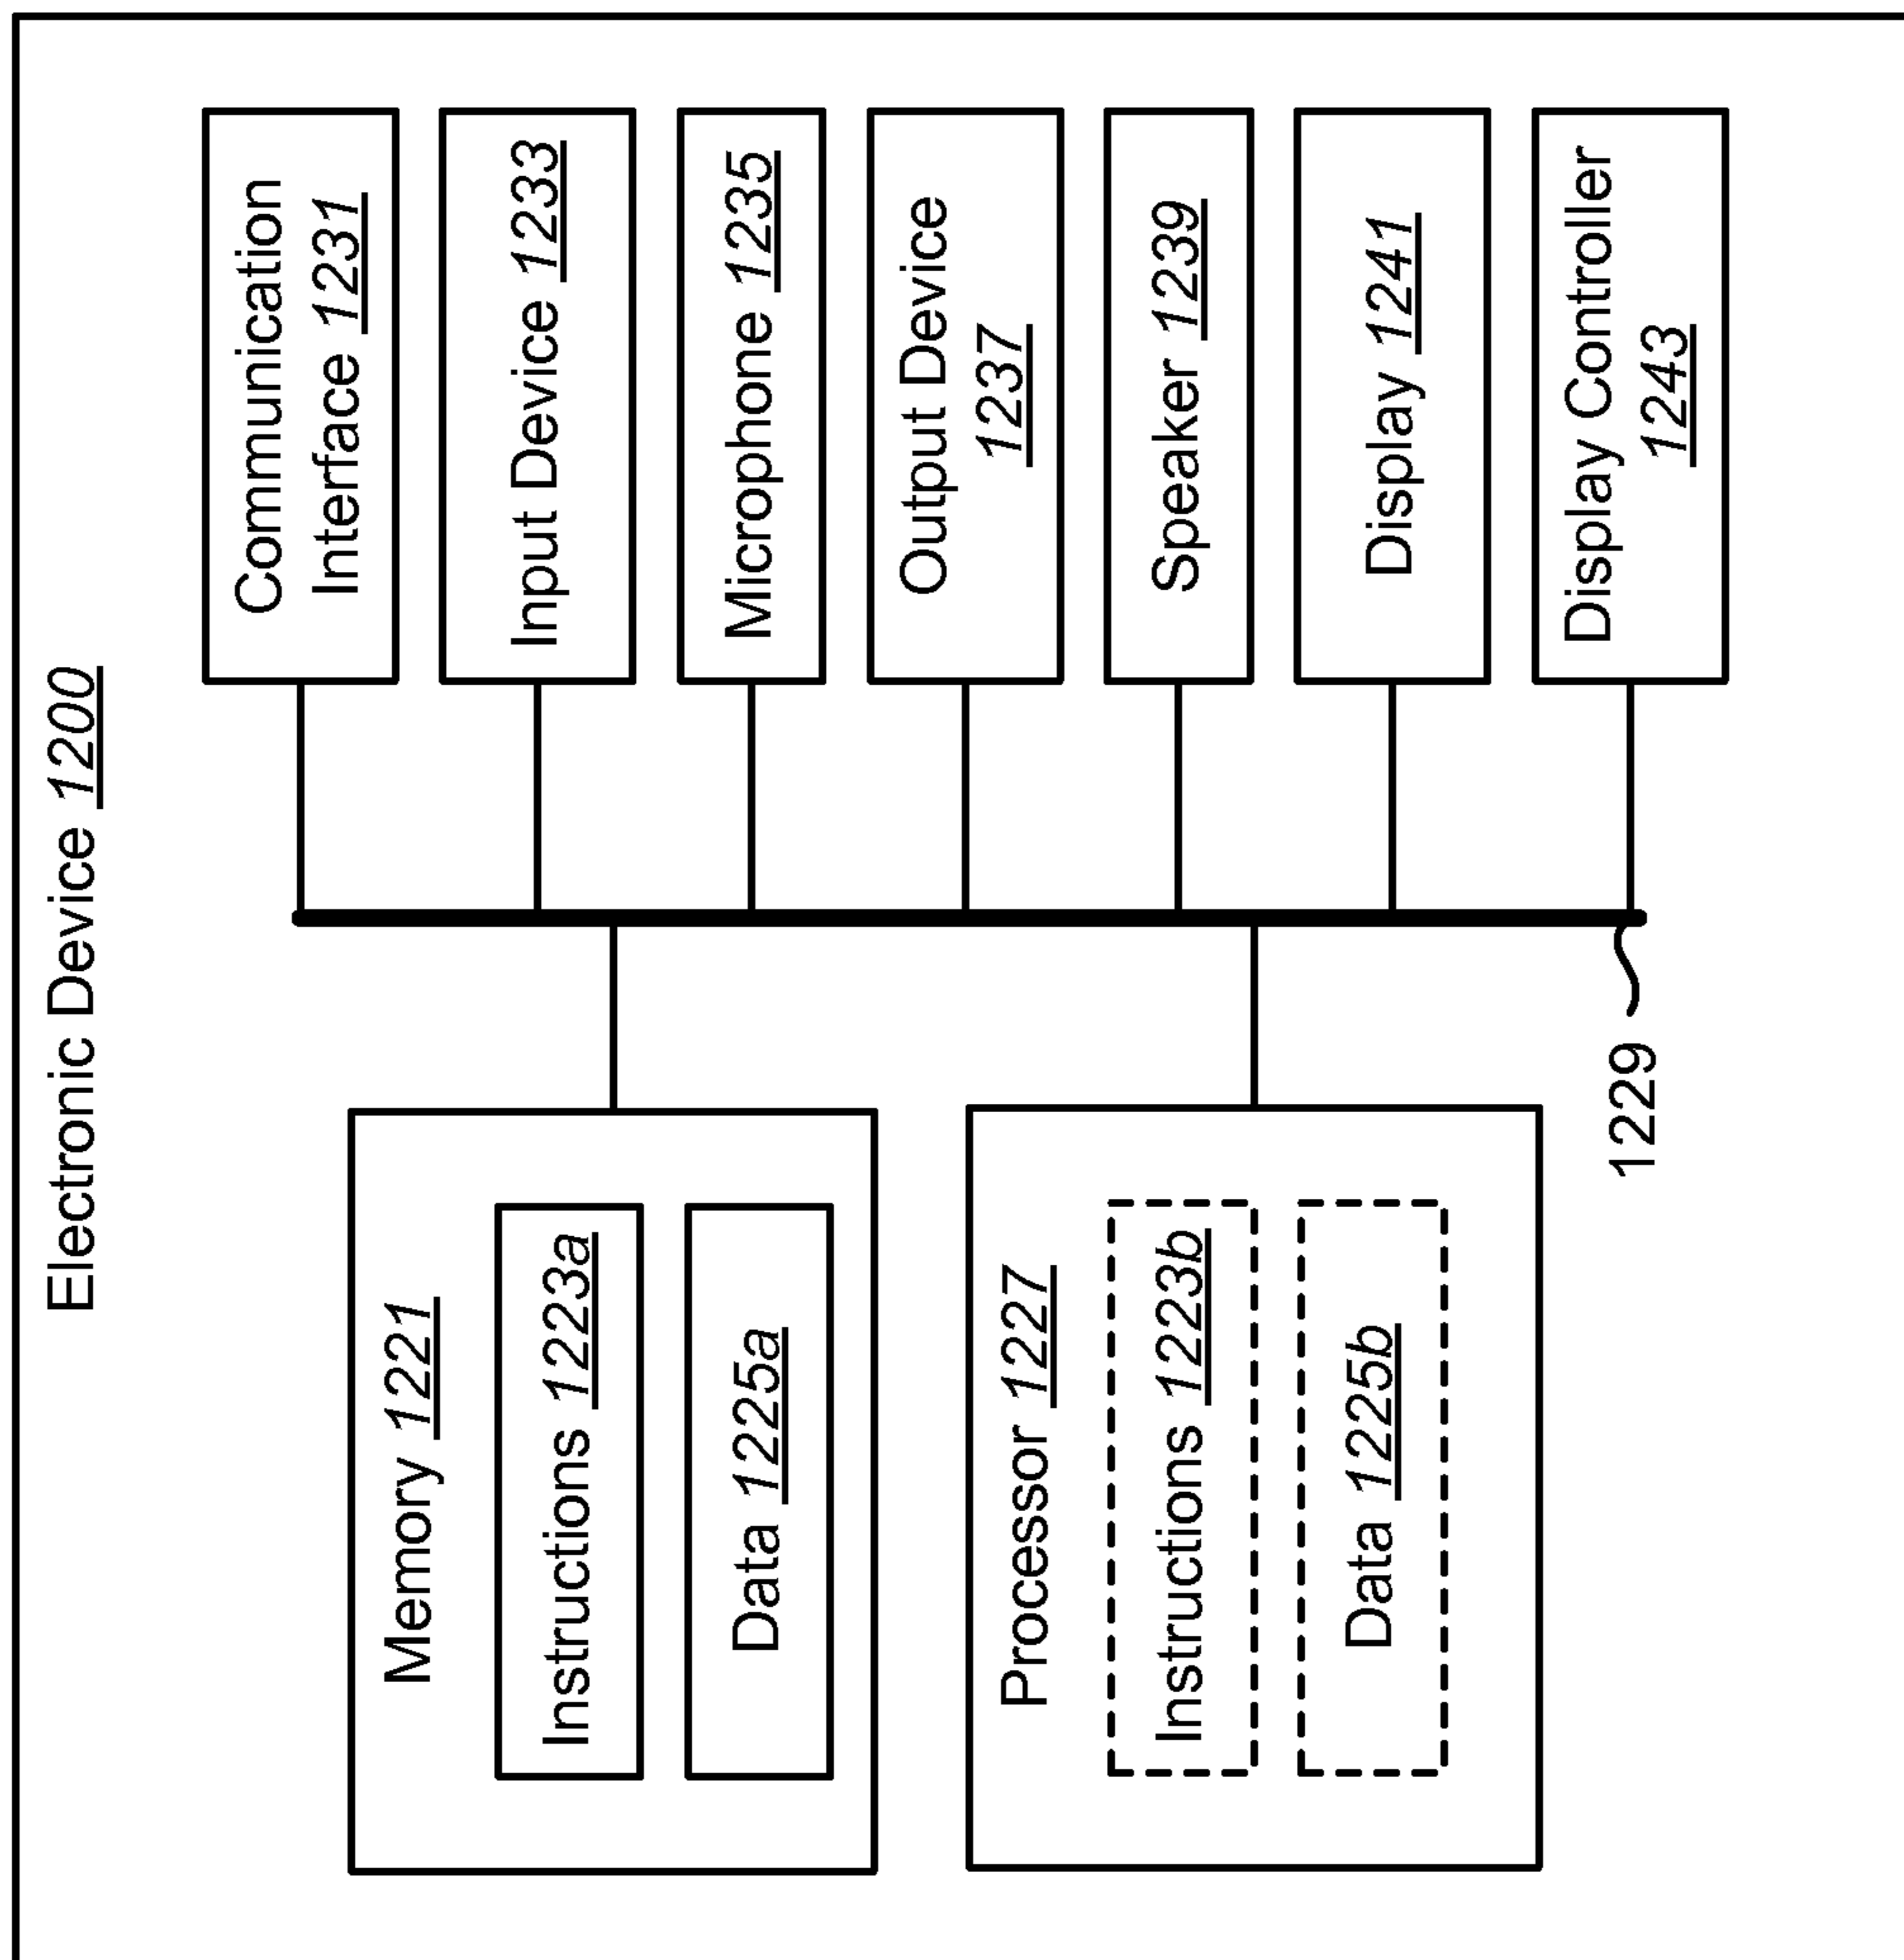 Electronic Device 1200
Memory 1221
Instructions 1223a
Data 1225a
Processor 1227
Instructions 1223b
Data 1225b
1229
Communication
Interface 1231
Input Device 1233
Microphone 1235
Output Device
1237
Speaker 1239
Display 1241
Display Controller
1243